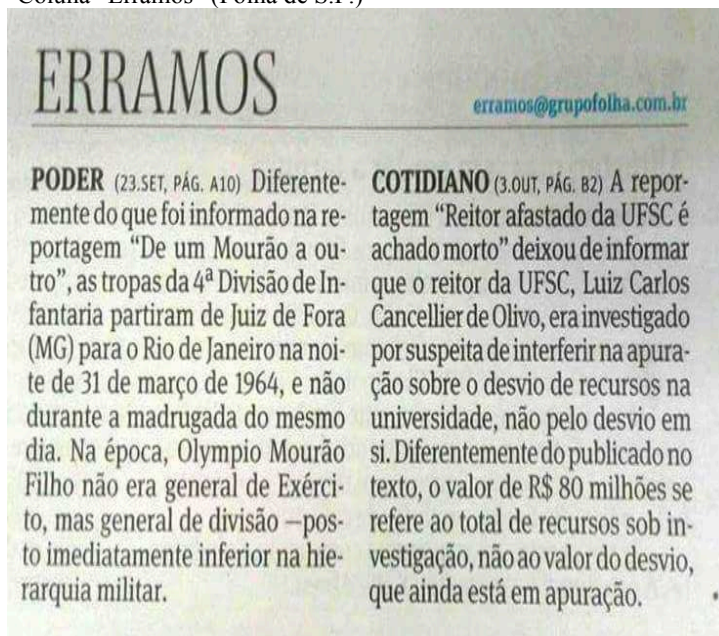 Coluna "Erramos" (Folha de S.P.)
ERRAMOS
erramos@grupofolha.com.br
PODER (23.SET, PÁG. A10) Diferente-
mente do que foi informado na re-
portagem “De um Mourão a ou-
tro”, as tropas da 4ª Divisão de In-
fantaria partiram de Juiz de Fora
(MG) para o Rio de Janeiro na noi-
te de 31 de março de 1964, e não
durante a madrugada do mesmo
dia. Na época, Olympio Mourão
Filho não era general de Exérci-
to, mas general de divisão —pos-
to imediatamente inferior na hie-
rarquia militar.
COTIDIANO (3.OUT, PÁG. B2) A repor-
tagem “Reitor afastado da UFSC é
achado morto” deixou de informar
que o reitor da UFSC, Luiz Carlos
Cancellier de Olivo, era investigado
por suspeita de interferir na apura-
ção sobre o desvio de recursos na
universidade, não pelo desvio em
si. Diferentemente do publicado no
texto, o valor de R$ 80 milhões se
refere ao total de recursos sob in-
vestigação, não ao valor do desvio,
que ainda está em apuração.